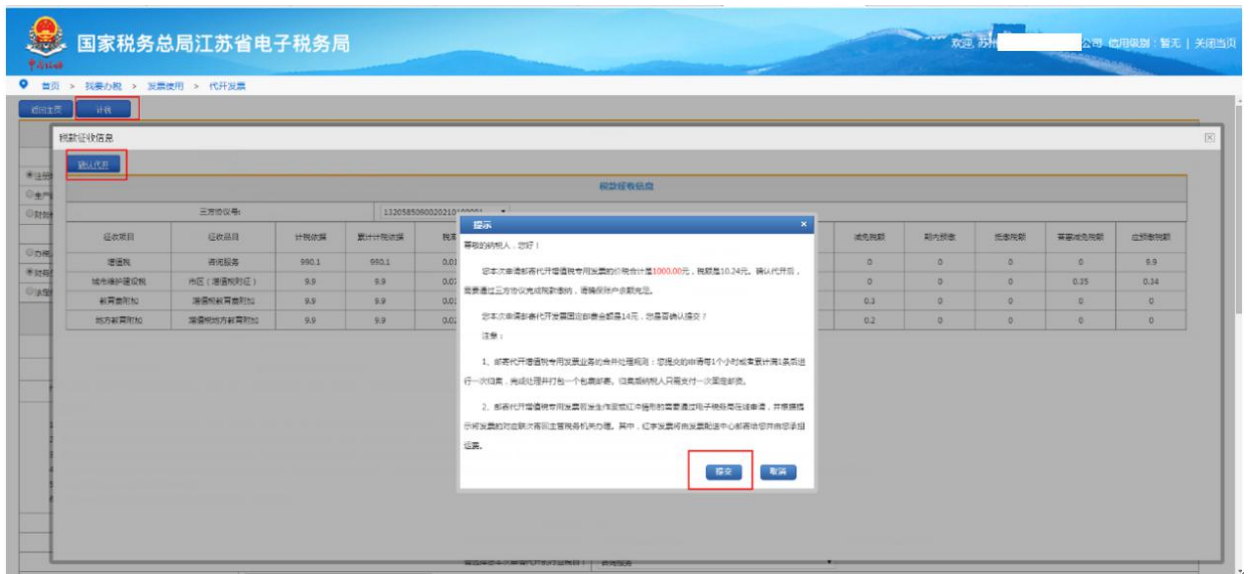 国家税务总局江苏省电子税务局
欢迎, 苏州 公司 信用级别：暂无 | 关闭当页
首页 > 我要办税 > 发票使用 > 代开发票
返回主页 计税
税款征收信息
确认代开
税款征收信息
三方协议号:
征收项目 征收品目 计税依据 累计计税依据 减免税额 期内预缴 抵缴税额 普惠减免税额 应预缴税额
增值税 咨询服务 990.1 990.1 0.01 0 0 0 0 9.9
城市维护建设税 市区（增值税附征） 9.9 9.9 0.07 0 0 0 0.35 0.34
教育费附加 增值税教育费附加 9.9 9.9 0.03 0.3 0 0 0 0
地方教育附加 增值税地方教育附加 9.9 9.9 0.02 0.2 0 0 0 0
提示
尊敬的纳税人，您好！
您本次申请邮寄代开增值税专用发票的价税合计是1000.00元，税额是10.24元。确认代开后，
需要通过三方协议完成税款缴纳，请确保账户余额充足。
您本次申请邮寄代开发票固定邮费金额是14元，您是否确认提交？
注意：
1、邮寄代开增值税专用发票业务的合并处理规则：您提交的申请每1个小时或者累计满1条后进
行一次归集，完成处理并打包一个包裹邮寄。归集后纳税人只需支付一次固定邮资。
2、邮寄代开增值税专用发票若发生作废或红冲情形的需要通过电子税务局在线申请，并根据提
示将发票的对应联次寄回主管税务机关办理。其中，红字发票将由发票配送中心邮寄给您并由您承担
运费。
提交 取消